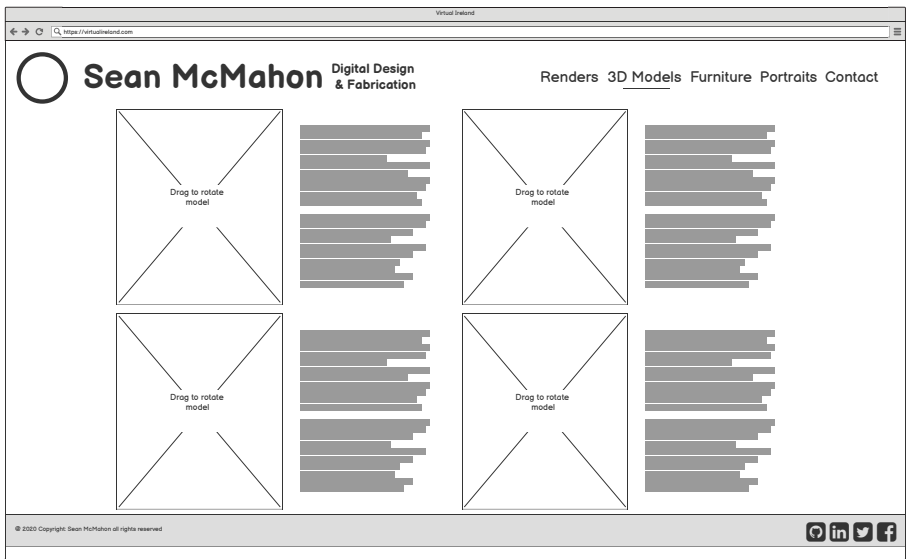 Virtual Ireland
https://virtualireland.com
Sean McMahon
Digital Design
& Fabrication
Renders 3D Models Furniture Portraits Contact
Drag to rotate
model
Drag to rotate
model
Drag to rotate
model
Drag to rotate
model
© 2020 Copyright: Sean McMahon all rights reserved